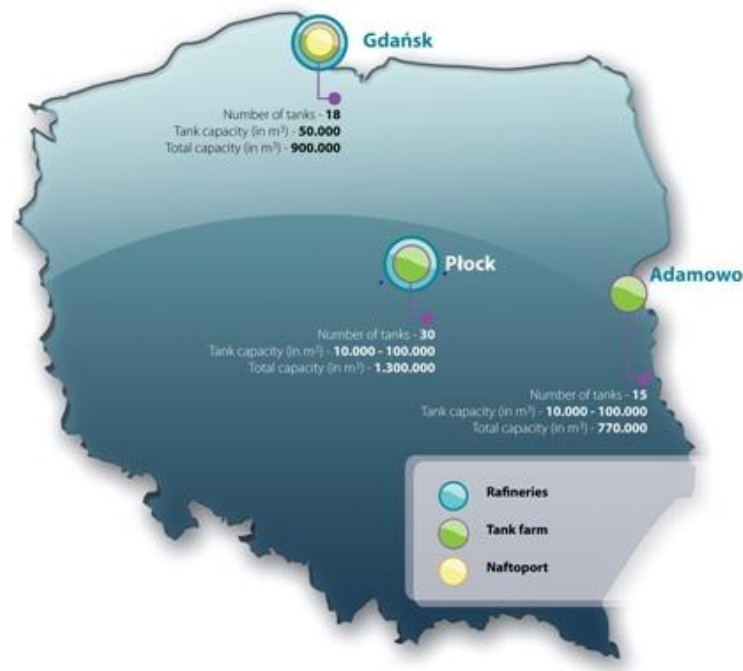 Gdańsk
Number of tanks - 18
Tank capacity (in m³) - 50.000
Total capacity (in m³) - 900.000
Płock
Adamowo
Number of tanks - 30
Tank capacity (in m³) - 10.000 - 100.000
Total capacity (in m³) - 1.300.000
Number of tanks - 15
Tank capacity (in m³) - 10.000 - 100.000
Total capacity (in m³) - 770.000
Rafineries
Tank farm
Naftoport